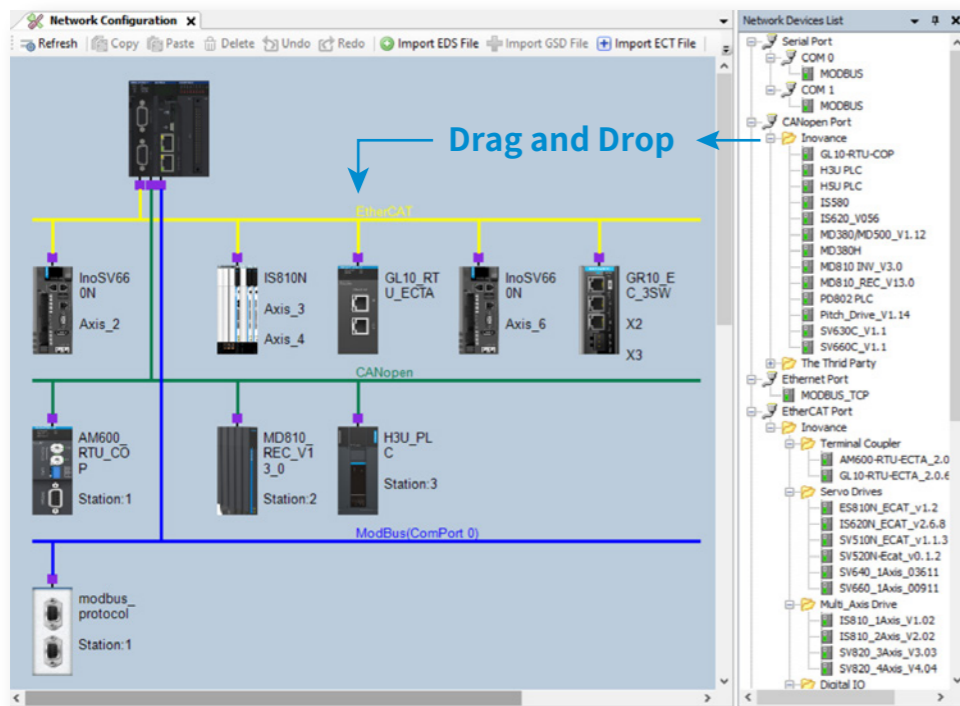 Network Configuration
Refresh Copy Paste Delete Undo Redo Import EDS File Import GSD File Import ECT File
Drag and Drop
EtherCAT
InoSV66
0N
Axis_2
IS810N
Axis_3
Axis_4
GL10_RT
U_ECTA
InoSV66
0N
Axis_6
GR10_E
C_3SW
X2
X3
CANopen
AM600_
RTU_CO
P
Station:1
MD810_
REC_V1
3_0
Station:2
H3U_PL
C
Station:3
ModBus(ComPort 0)
modbus_
protocol
Station:1
Network Devices List
Serial Port
COM 0
MODBUS
COM 1
MODBUS
CANopen Port
Inovance
GL10-RTU-COP
H3U PLC
H5U PLC
IS580
IS620_V056
MD380/MD500_V1.12
MD380H
MD810 INV_V3.0
MD810_REC_V13.0
PD802 PLC
Pitch_Drive_V1.14
SV630C_V1.1
SV660C_V1.1
The Thrid Party
Ethernet Port
MODBUS_TCP
EtherCAT Port
Inovance
Terminal Coupler
AM600-RTU-ECTA_2.0
GL10-RTU-ECTA_2.0.6
Servo Drives
ES810N_ECAT_v1.2
IS620N_ECAT_v2.6.8
SV510N_ECAT_v1.1.3
SV520N-Ecat_v0.1.2
SV640_1Axis_03611
SV660_1Axis_00911
Multi_Axis Drive
IS810_1Axis_V1.02
IS810_2Axis_V2.02
SV820_3Axis_V3.03
SV820_4Axis_V4.04
Digital IO